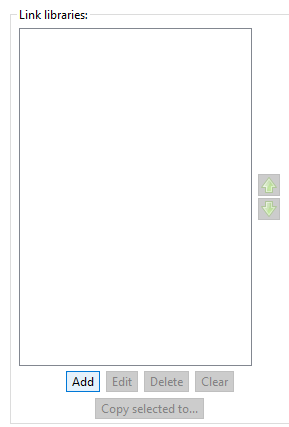 Link libraries:
Add Edit Delete Clear
Copy selected to...